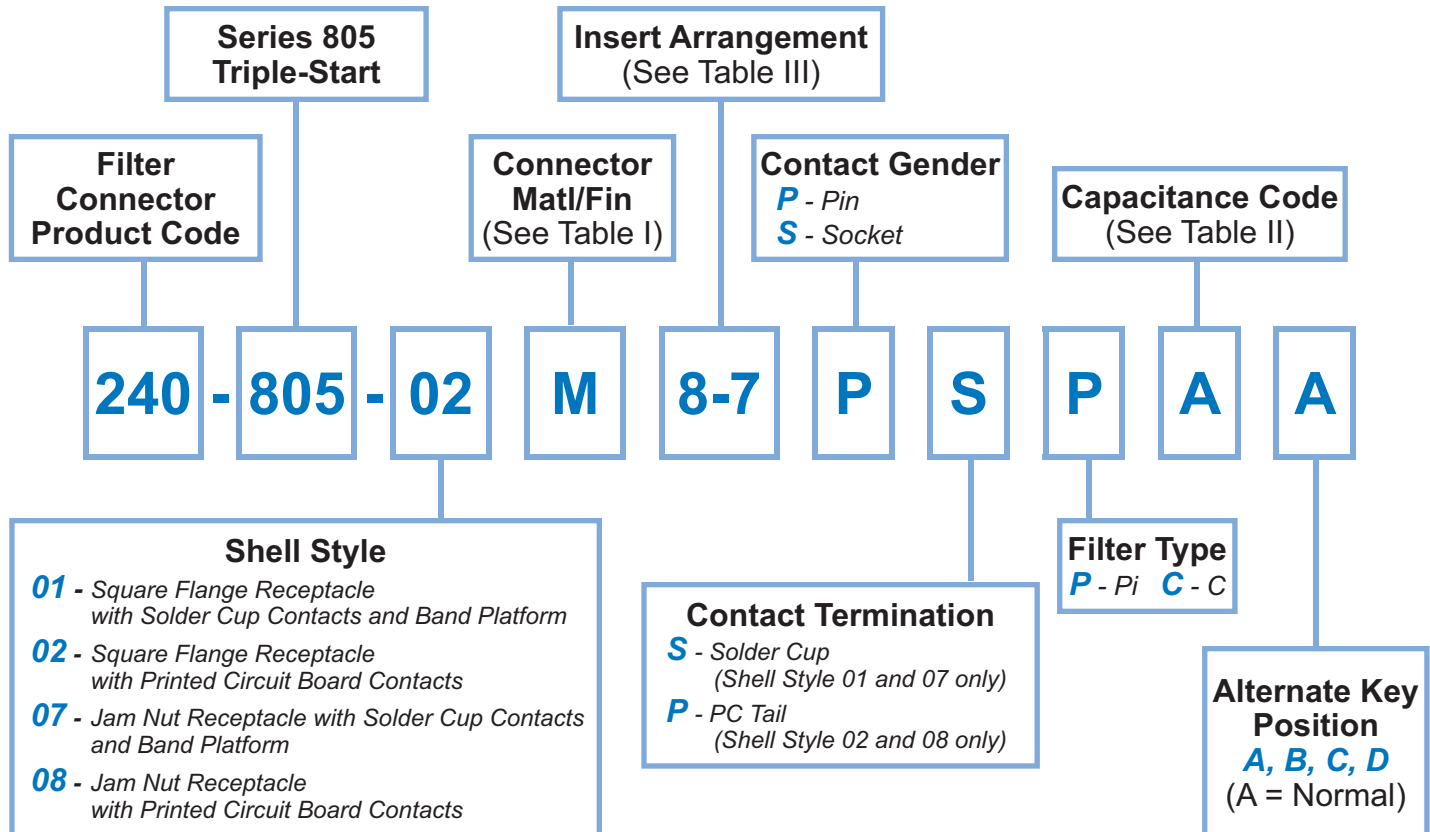 Series 805
Triple-Start
Insert Arrangement
(See Table III)
Filter
Connector
Product Code
Connector
Matl/Fin
(See Table I)
Contact Gender
P - Pin
S - Socket
Capacitance Code
(See Table II)
240 - 805 - 02 M 8-7 P S P A A
Shell Style
01 - Square Flange Receptacle
with Solder Cup Contacts and Band Platform
02 - Square Flange Receptacle
with Printed Circuit Board Contacts
07 - Jam Nut Receptacle with Solder Cup Contacts
and Band Platform
08 - Jam Nut Receptacle
with Printed Circuit Board Contacts
Contact Termination
S - Solder Cup
(Shell Style 01 and 07 only)
P - PC Tail
(Shell Style 02 and 08 only)
Filter Type
P - Pi C - C
Alternate Key
Position
A, B, C, D
(A = Normal)